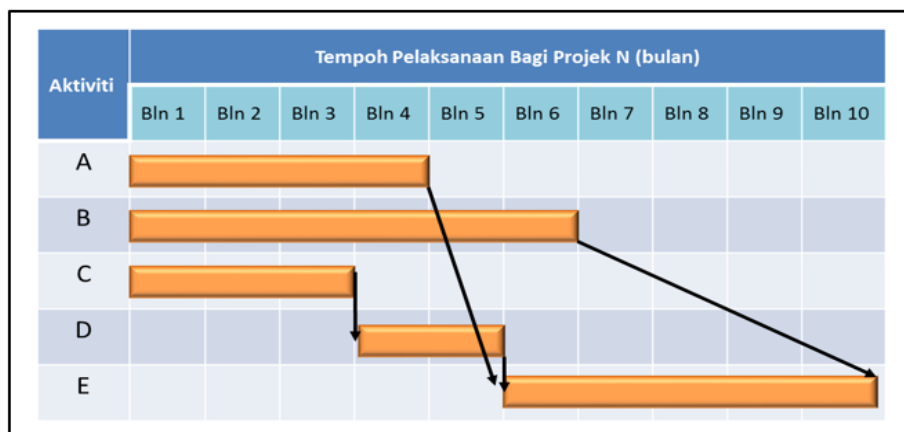 Tempoh Pelaksanaan Bagi Projek N (bulan)
Aktiviti
Bln 1 Bln 2 Bln 3 Bln 4 Bln 5 Bln 6 Bln 7 Bln 8 Bln 9 Bln 10
A
B
C
D
E